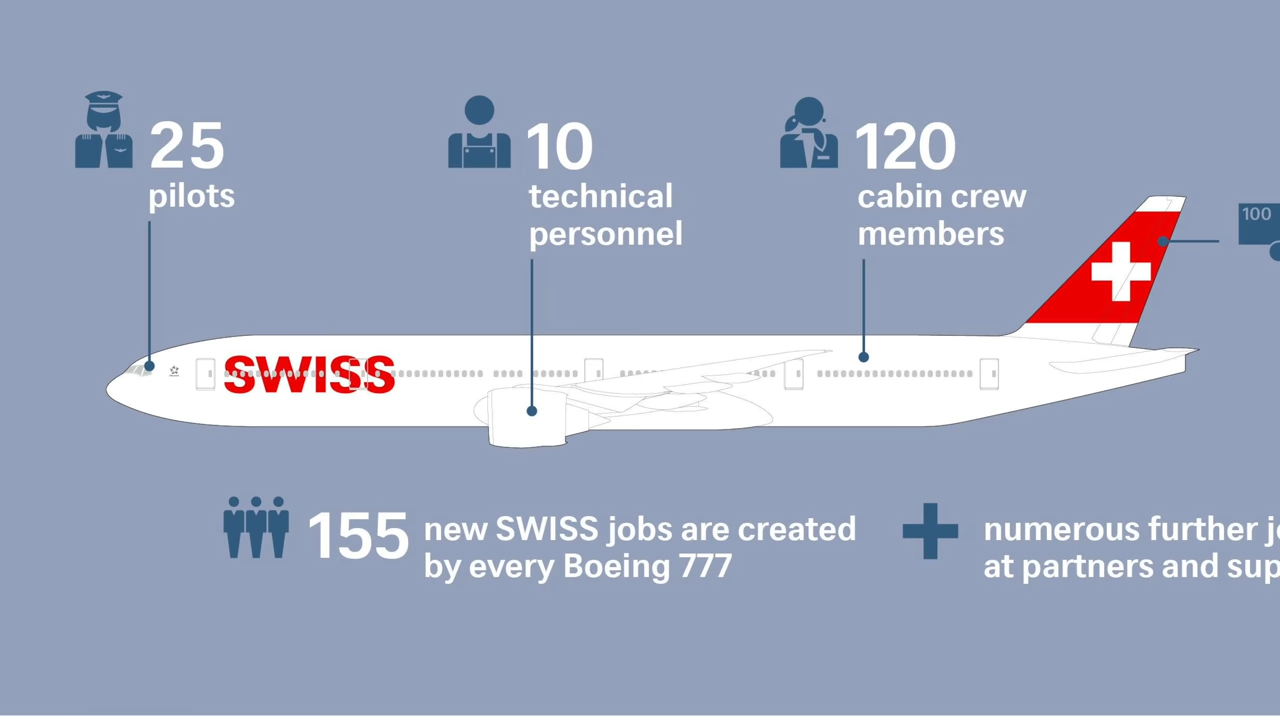 25
pilots
10
technical
personnel
120
cabin crew
members
100
SWISS
155
new SWISS jobs are created
by every Boeing 777
numerous further
at partners and